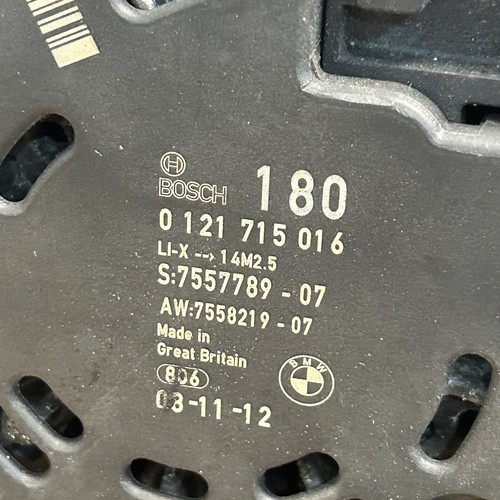 BOSCH 180
0 121 715 016
LI-X --→ 14M2.5
S:7557789 - 07
AW:7558219 - 07
Made in
Great Britain
806
BMW
03-11-12